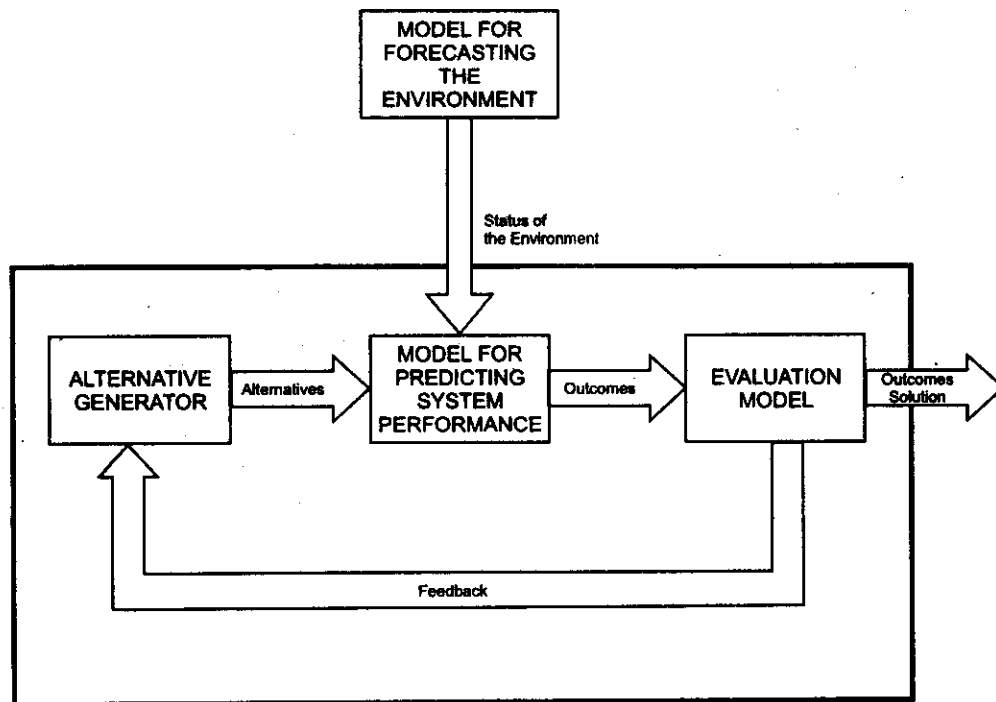 MODEL FOR
FORECASTING
THE
ENVIRONMENT
Status of
the Environment
ALTERNATIVE
GENERATOR
Alternatives
MODEL FOR
PREDICTING
SYSTEM
PERFORMANCE
Outcomes
EVALUATION
MODEL
Outcomes
Solution
Feedback